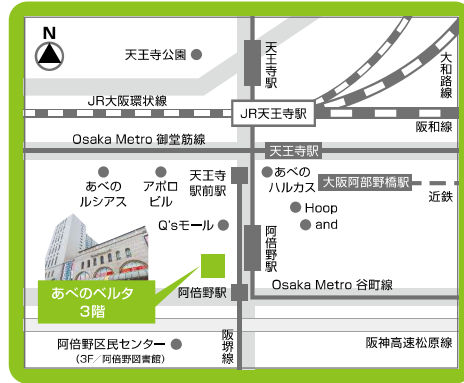 N
天王寺公園
天王寺駅
大和路線
JR大阪環状線
JR天王寺駅
阪和線
Osaka Metro 御堂筋線
天王寺駅
あべの
ルシアス
アポロ
ビル
天王寺
駅前駅
あべの
ハルカス
大阪阿部野橋駅
近鉄
Hoop
and
Q'sモール
阿倍野駅
あべのベルタ
3階
阿倍野駅
Osaka Metro 谷町線
阪堺線
阪神高速松原線
阿倍野区民センター
(3F/阿倍野図書館)